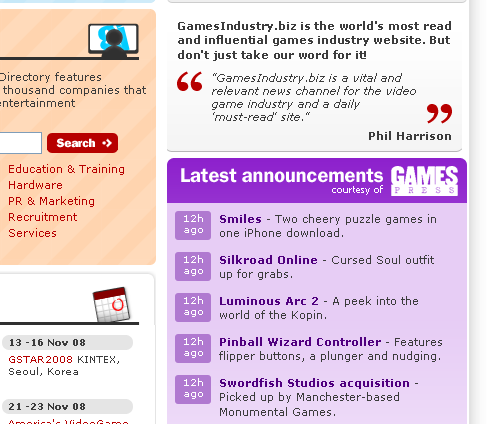 Directory features
thousand companies that
entertainment
Search
Education & Training
Hardware
PR & Marketing
Recruitment
Services
13 -16 Nov 08
GSTAR2008 KINTEX,
Seoul, Korea
21 -23 Nov 08
America's VideoGame
GamesIndustry.biz is the world's most read
and influential games industry website. But
don't just take our word for it!
"GamesIndustry.biz is a vital and
relevant news channel for the video
game industry and a daily
'must-read' site."
Phil Harrison
Latest announcements GAMES
courtesy of PRESS
12h ago Smiles - Two cheery puzzle games in
one iPhone download.
12h ago Silkroad Online - Cursed Soul outfit
up for grabs.
12h ago Luminous Arc 2 - A peek into the
world of the Kopin.
12h ago Pinball Wizard Controller - Features
flipper buttons, a plunger and nudging.
12h ago Swordfish Studios acquisition -
Picked up by Manchester-based
Monumental Games.